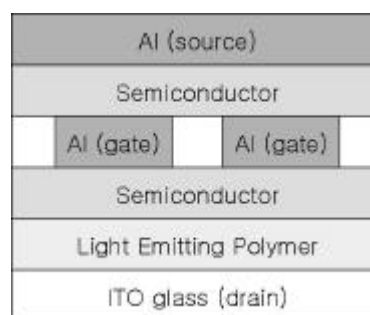 Al (source)
Semiconductor
Al (gate) Al (gate)
Semiconductor
Light Emitting Polymer
ITO glass (drain)